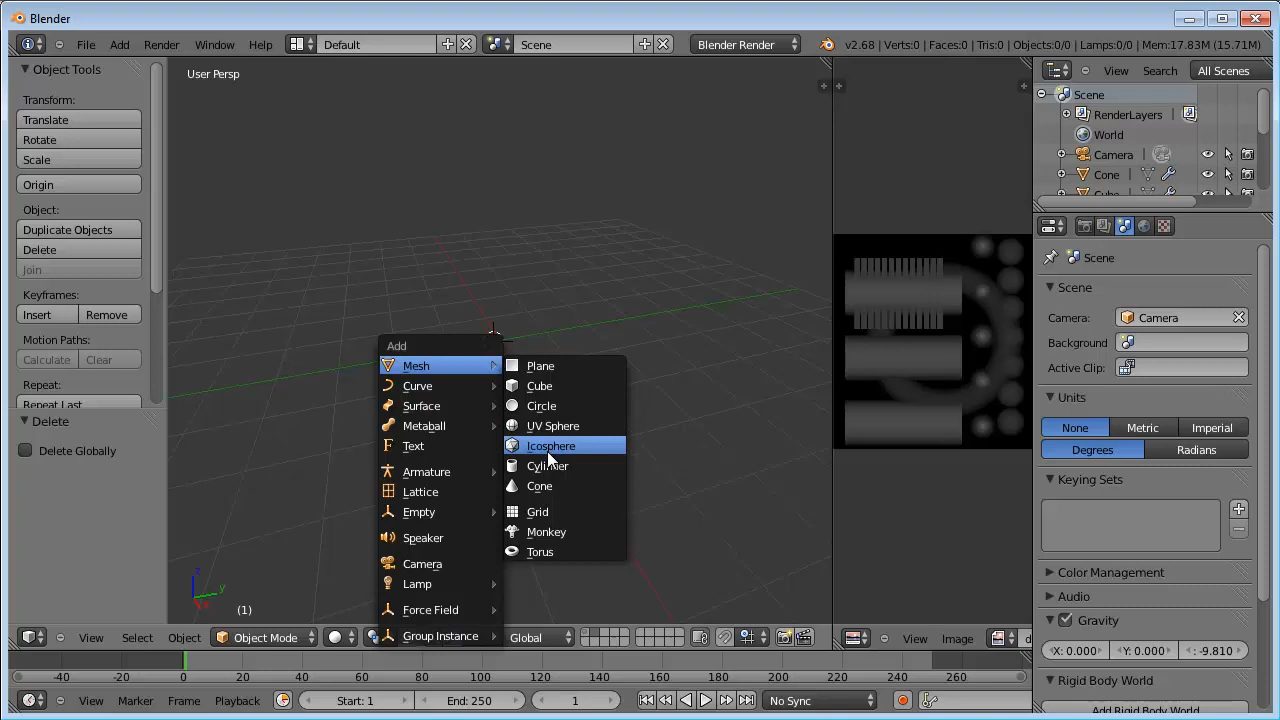 Blender
File Add Render Window Help Default Scene Blender Render v2.68 | Verts:0 | Faces:0 | Tris:0 | Objects:0/0 | Lamps:0/0 | Mem:17.83M (15.71M)
Object Tools
Transform:
Translate
Rotate
Scale
Origin
Object:
Duplicate Objects
Delete
Join
Keyframes:
Insert Remove
Motion Paths:
Calculate Clear
Repeat:
Repeat Last
Delete
Delete Globally
User Persp
Add
Mesh
Curve
Surface
Metaball
Text
Armature
Lattice
Empty
Speaker
Camera
Lamp
Force Field
Group Instance
Plane
Cube
Circle
UV Sphere
Icosphere
Cylinder
Cone
Grid
Monkey
Torus
z
y
x
(1)
View Select Object Object Mode Global
View Image d
View Search All Scenes
Scene
RenderLayers
World
Camera
Cone
Cube
Scene
Scene
Camera: Camera
Background
Active Clip:
Units
None Metric Imperial
Degrees Radians
Keying Sets
Color Management
Audio
Gravity
X: 0.000 Y: 0.000 : -9.810
Rigid Body World
Add Rigid Body World
-40 -20 0 20 40 60 80 100 120 140 160 180 200 220 240 260
View Marker Frame Playback Start: 1 End: 250 1 No Sync